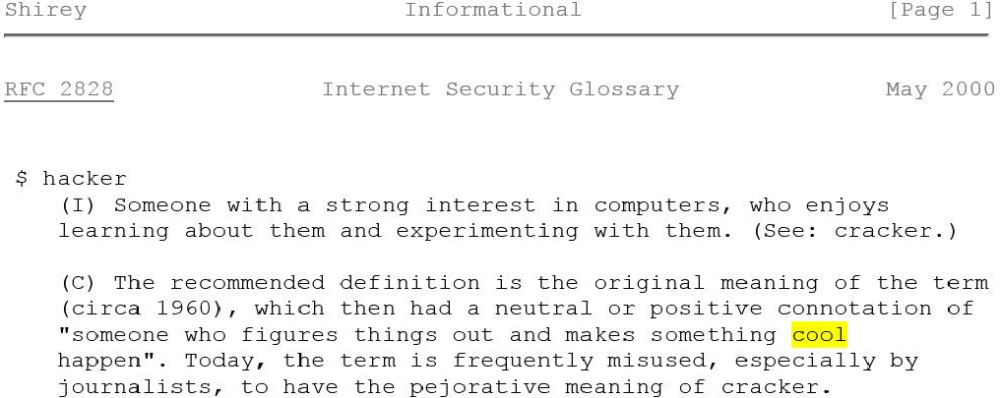 Shirey Informational [Page 1]
RFC 2828 Internet Security Glossary May 2000
$ hacker
(I) Someone with a strong interest in computers, who enjoys
learning about them and experimenting with them. (See: cracker.)
(C) The recommended definition is the original meaning of the term
(circa 1960), which then had a neutral or positive connotation of
"someone who figures things out and makes something cool
happen". Today, the term is frequently misused, especially by
journalists, to have the pejorative meaning of cracker.